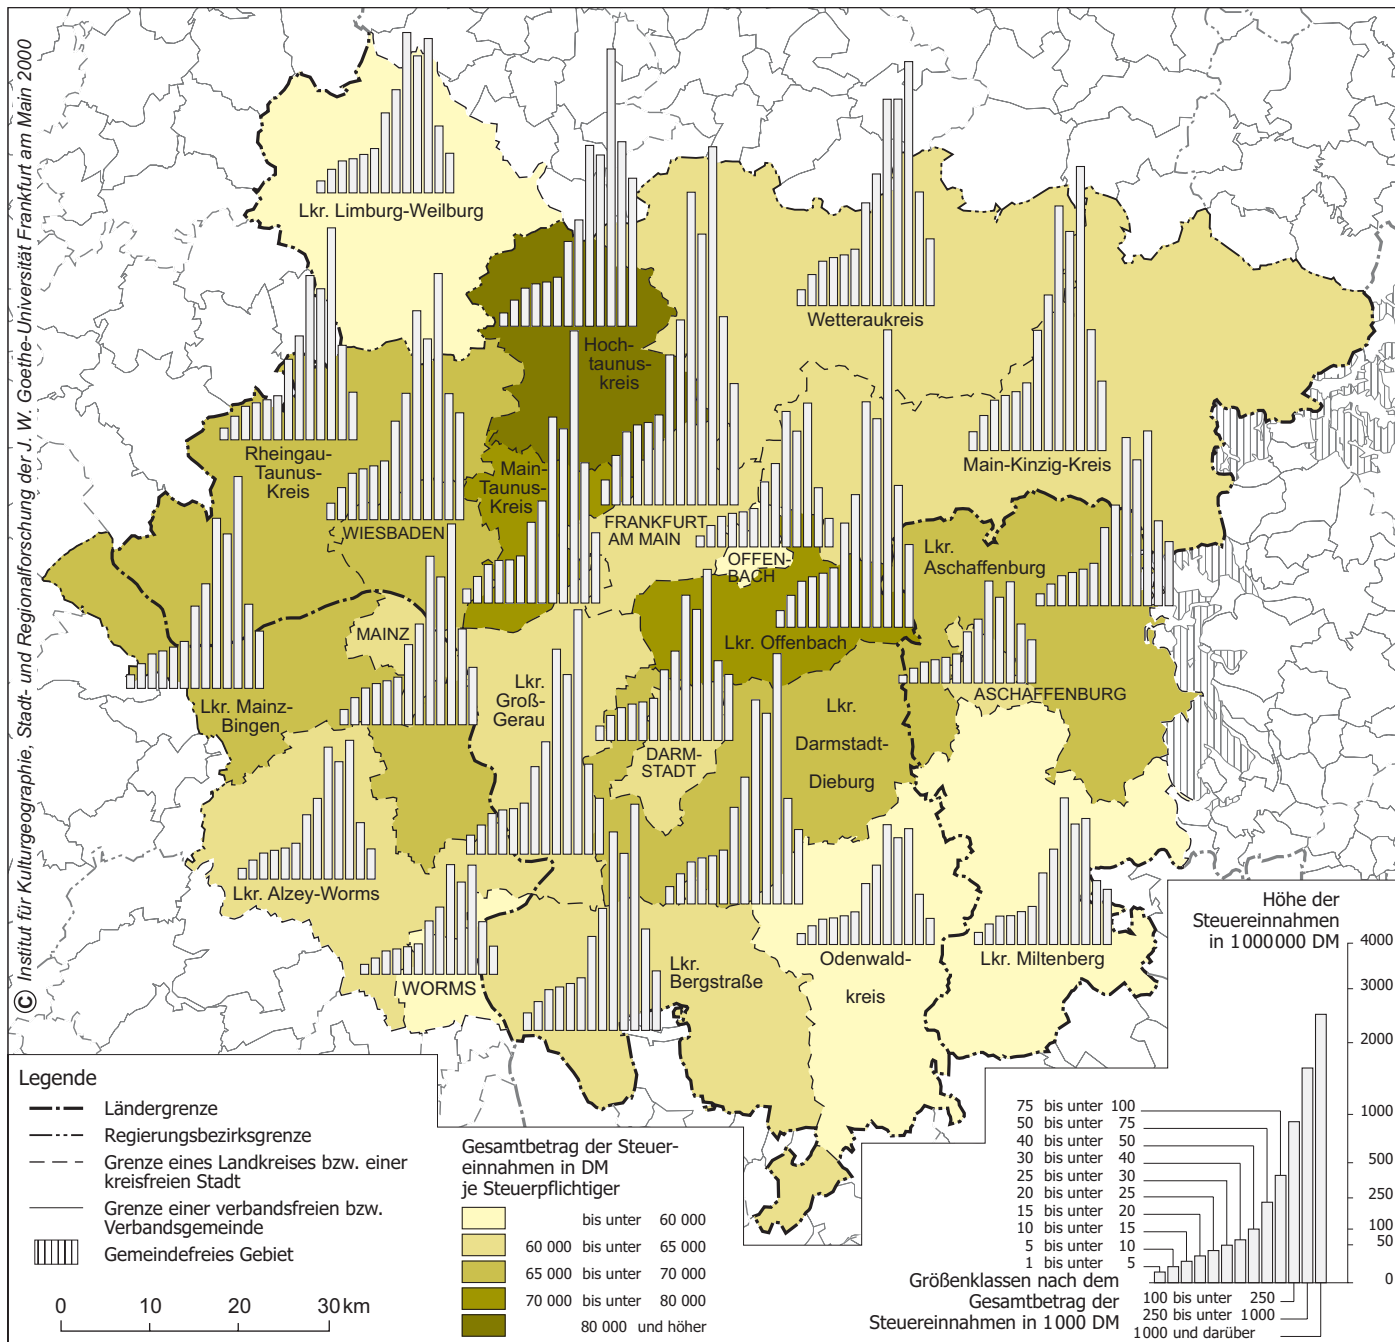 © Institut für Kulturgeographie, Stadt- und Regionalforschung der J. W. Goethe-Universität Frankfurt am Main 2000
Lkr. Limburg-Weilburg
Wetteraukreis
Hoch-
taunus-
kreis
Rheingau-
Taunus-
Kreis
Main-
Taunus-
Kreis
Main-Kinzig-Kreis
WIESBADEN
FRANKFURT
AM MAIN
OFFEN-
BACH
Lkr.
Aschaffenburg
MAINZ
Lkr. Offenbach
Lkr. Mainz-
Bingen
Lkr.
Groß-
Gerau
ASCHAFFENBURG
DARM-
STADT
Lkr.
Darmstadt-
Dieburg
Lkr. Alzey-Worms
WORMS
Lkr.
Bergstraße
Odenwald-
kreis
Lkr. Miltenberg
Legende
Ländergrenze
Regierungsbezirksgrenze
Grenze eines Landkreises bzw. einer
kreisfreien Stadt
Grenze einer verbandsfreien bzw.
Verbandsgemeinde
Gemeindefreies Gebiet
0 10 20 30 km
Gesamtbetrag der Steuer-
einnahmen in DM
je Steuerpflichtiger
bis unter 60 000
60 000 bis unter 65 000
65 000 bis unter 70 000
70 000 bis unter 80 000
80 000 und höher
Höhe der
Steuereinnahmen
in 1000000 DM
4000
3000
2000
1000
500
250
100
50
0
75 bis unter 100
50 bis unter 75
40 bis unter 50
30 bis unter 40
25 bis unter 30
20 bis unter 25
15 bis unter 20
10 bis unter 15
5 bis unter 10
1 bis unter 5
Größenklassen nach dem
Gesamtbetrag der
Steuereinnahmen in 1000 DM
100 bis unter 250
250 bis unter 1000
1000 und darüber